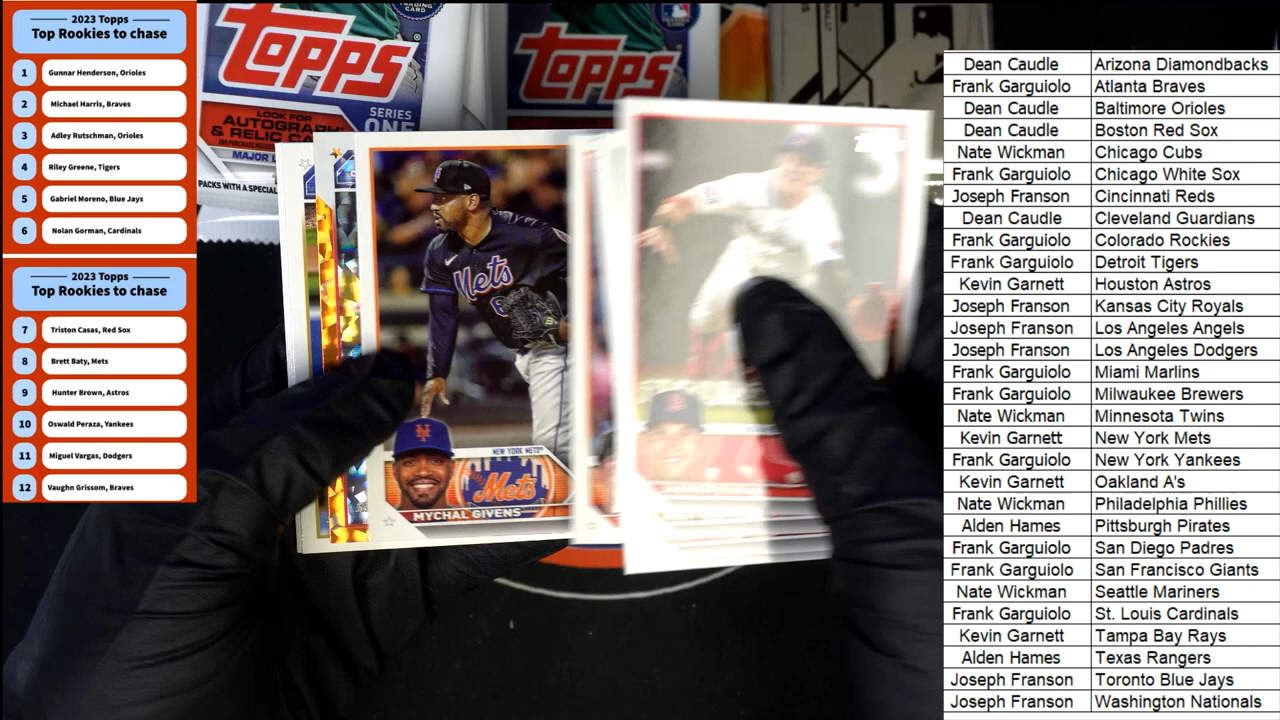 2023 Topps
Top Rookies to chase
1 Gunnar Henderson, Orioles
2 Michael Harris, Braves
3 Adley Rutschman, Orioles
4 Riley Greene, Tigers
5 Gabriel Moreno, Blue Jays
6 Nolan Gorman, Cardinals
2023 Topps
Top Rookies to chase
7 Triston Casas, Red Sox
8 Brett Baty, Mets
9 Hunter Brown, Astros
10 Oswald Peraza, Yankees
11 Miguel Vargas, Dodgers
12 Vaughn Grissom, Braves
TRADING CARD
topps
SERIES
ONE
LOOK FOR
AUTOGRAPH
& RELIC
MAJOR
PACKS WITH A SPECIAL
topps
Mets
NEW YORK METS
Mets
MYCHAL GIVENS
Dean Caudle Arizona Diamondbacks
Frank Garguiolo Atlanta Braves
Dean Caudle Baltimore Orioles
Dean Caudle Boston Red Sox
Nate Wickman Chicago Cubs
Frank Garguiolo Chicago White Sox
Joseph Franson Cincinnati Reds
Dean Caudle Cleveland Guardians
Frank Garguiolo Colorado Rockies
Frank Garguiolo Detroit Tigers
Kevin Garnett Houston Astros
Joseph Franson Kansas City Royals
Joseph Franson Los Angeles Angels
Joseph Franson Los Angeles Dodgers
Frank Garguiolo Miami Marlins
Frank Garguiolo Milwaukee Brewers
Nate Wickman Minnesota Twins
Kevin Garnett New York Mets
Frank Garguiolo New York Yankees
Kevin Garnett Oakland A's
Nate Wickman Philadelphia Phillies
Alden Hames Pittsburgh Pirates
Frank Garguiolo San Diego Padres
Frank Garguiolo San Francisco Giants
Nate Wickman Seattle Mariners
Frank Garguiolo St. Louis Cardinals
Kevin Garnett Tampa Bay Rays
Alden Hames Texas Rangers
Joseph Franson Toronto Blue Jays
Joseph Franson Washington Nationals